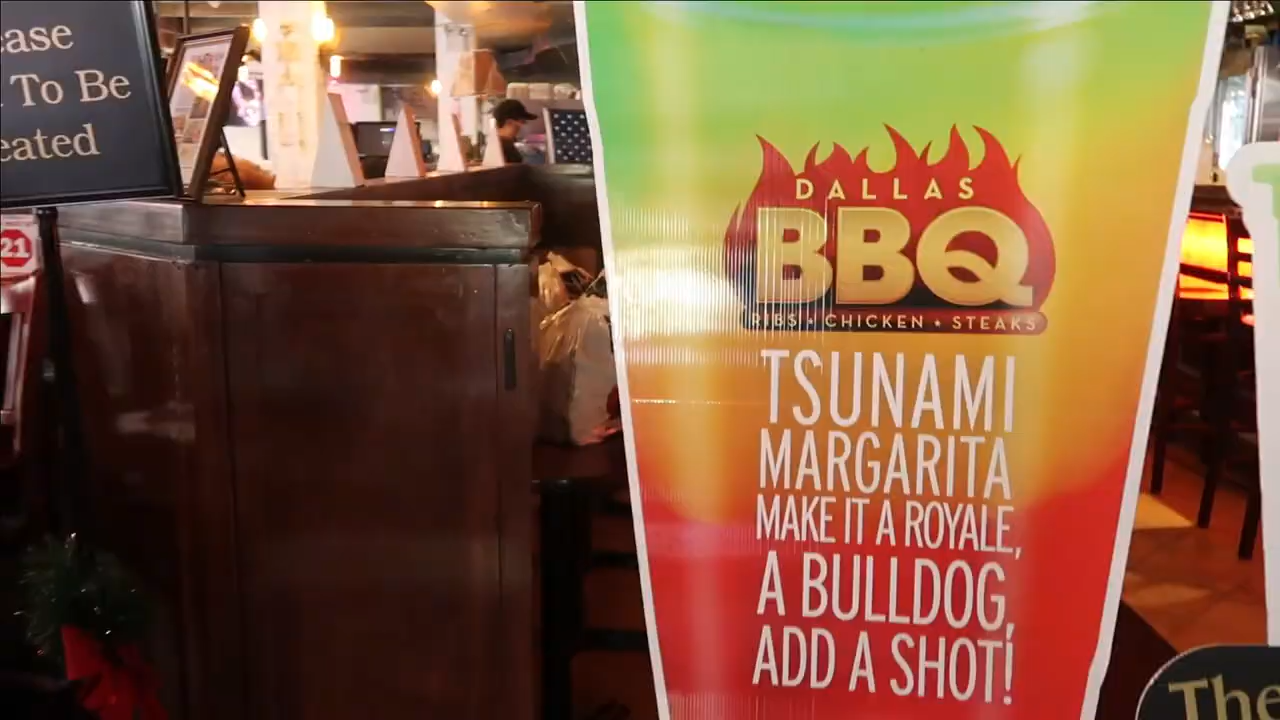 ease
To Be
eated
21
DALLAS
BBQ
RIBS • CHICKEN • STEAKS
TSUNAMI
MARGARITA
MAKE IT A ROYALE,
A BULLDOG,
ADD A SHOT!
The